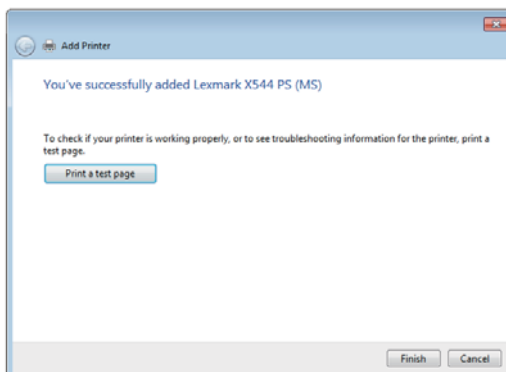 Add Printer
You've successfully added Lexmark X544 PS (MS)
To check if your printer is working properly, or to see troubleshooting information for the printer, print a
test page.
Print a test page
Finish Cancel